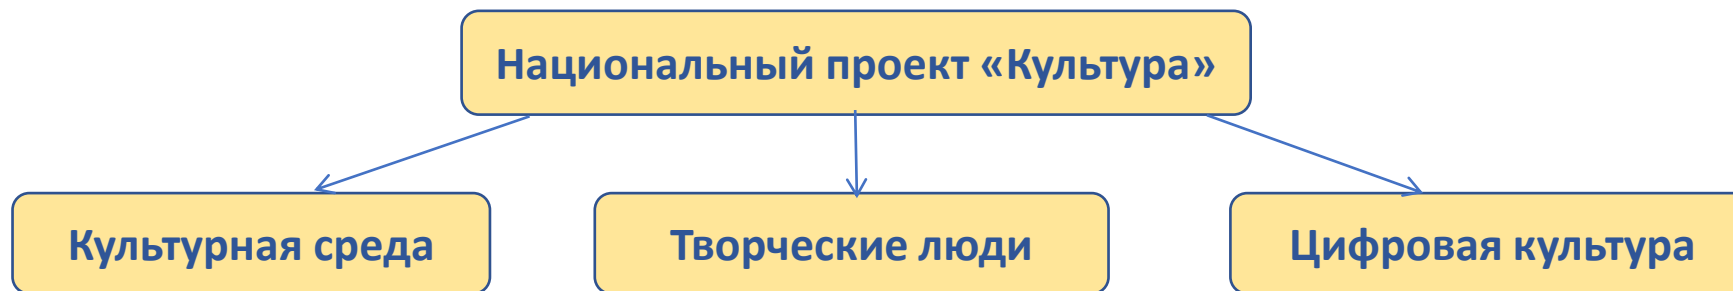 Национальный проект «Культура»
Культурная среда
Творческие люди
Цифровая культура